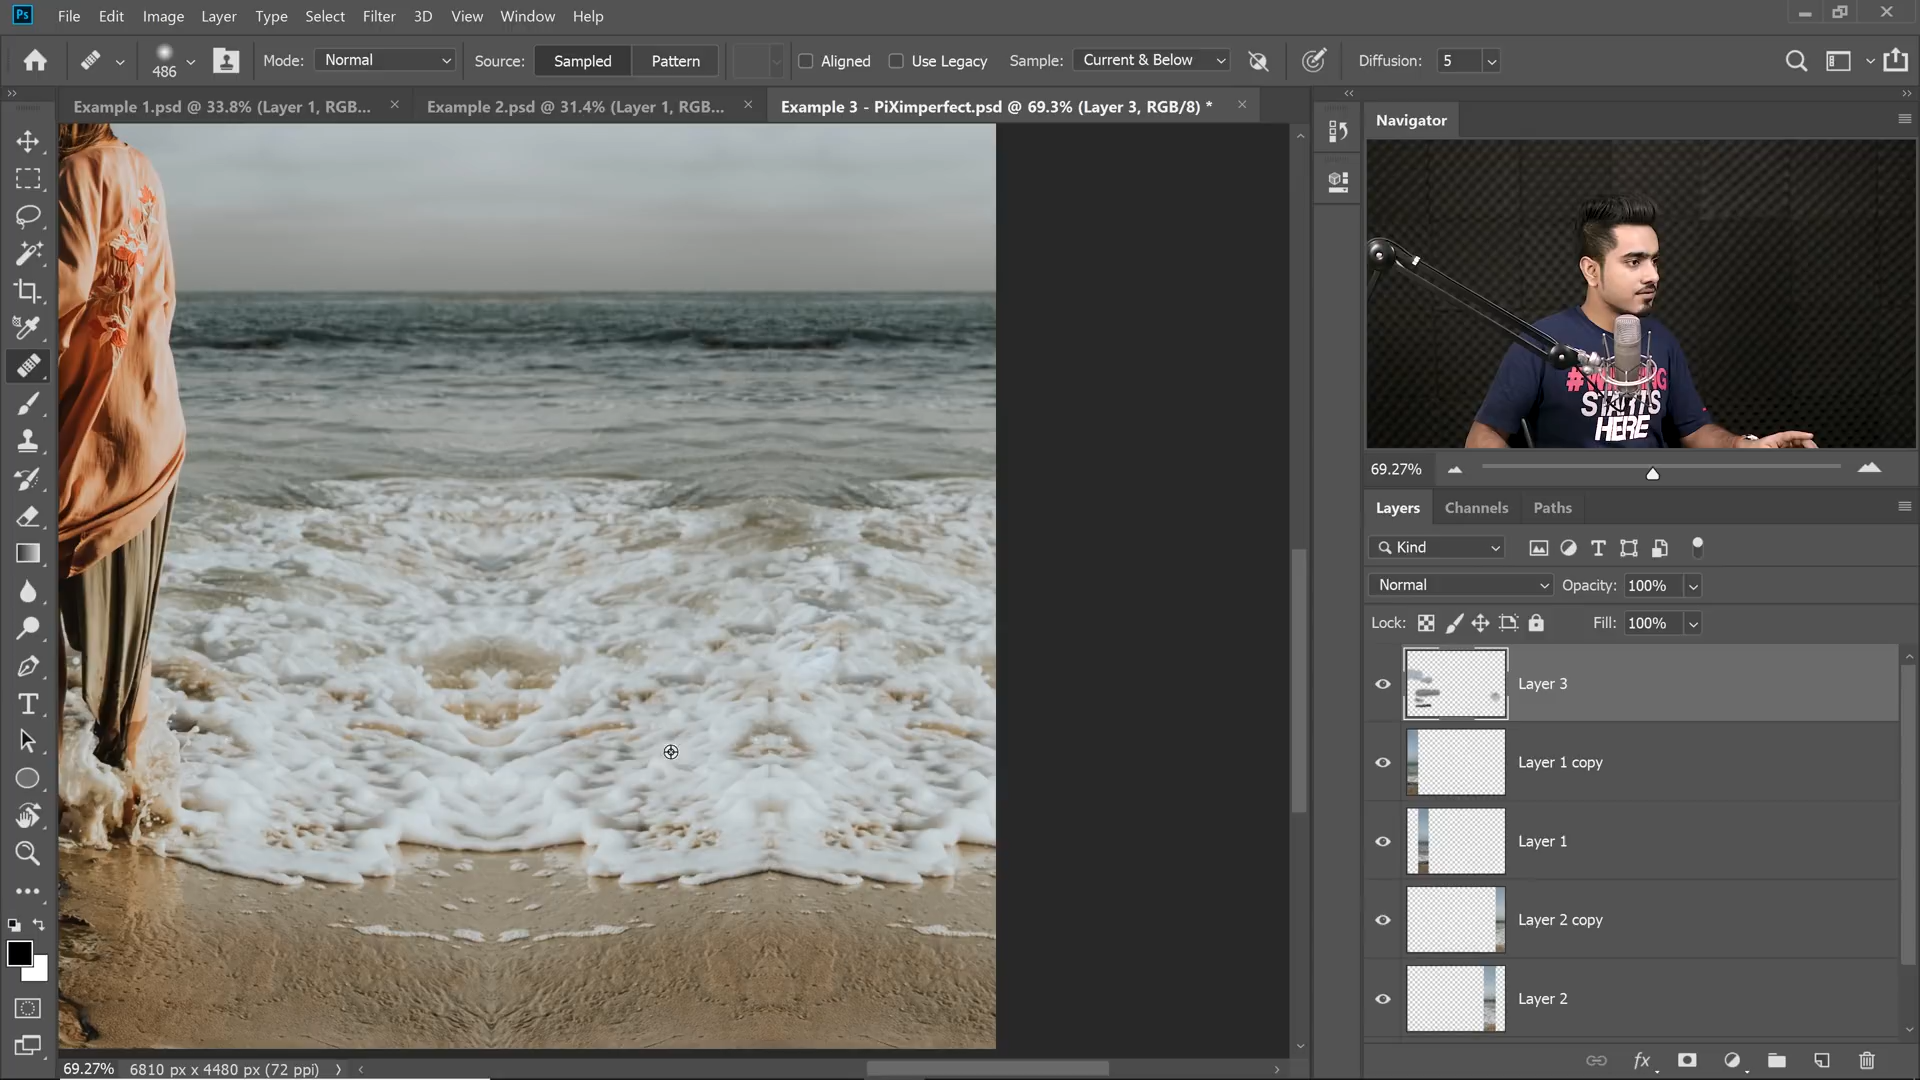 Ps File Edit Image Layer Type Select Filter 3D View Window Help
486 Mode: Normal Source: Sampled Pattern Aligned Use Legacy Sample: Current & Below Diffusion: 5
Example 1.psd @ 33.8% (Layer 1, RGB... Example 2.psd @ 31.4% (Layer 1, RGB... Example 3 - PiXimperfect.psd @ 69.3% (Layer 3, RGB/8) *
Navigator
STARTS
HERE
69.27%
Layers Channels Paths
Kind
Normal Opacity: 100%
Lock: Fill: 100%
Layer 3
Layer 1 copy
Layer 1
Layer 2 copy
Layer 2
69.27% 6810 px x 4480 px (72 ppi)